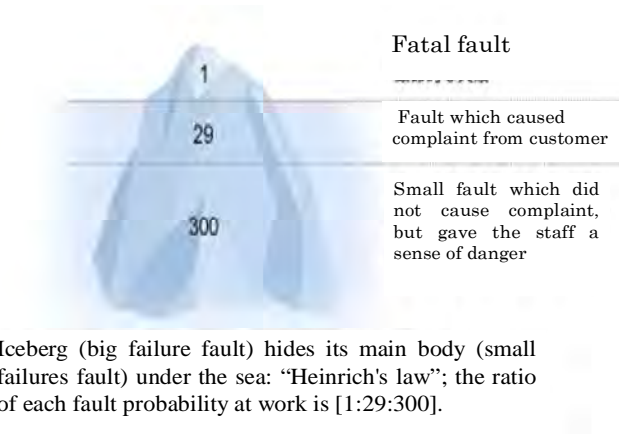 Fatal fault
1
Fault which caused
complaint from customer
29
Small fault which did
not cause complaint,
but gave the staff a
sense of danger
300
Iceberg (big failure fault) hides its main body (small
failures fault) under the sea: “Heinrich's law”; the ratio
of each fault probability at work is [1:29:300].